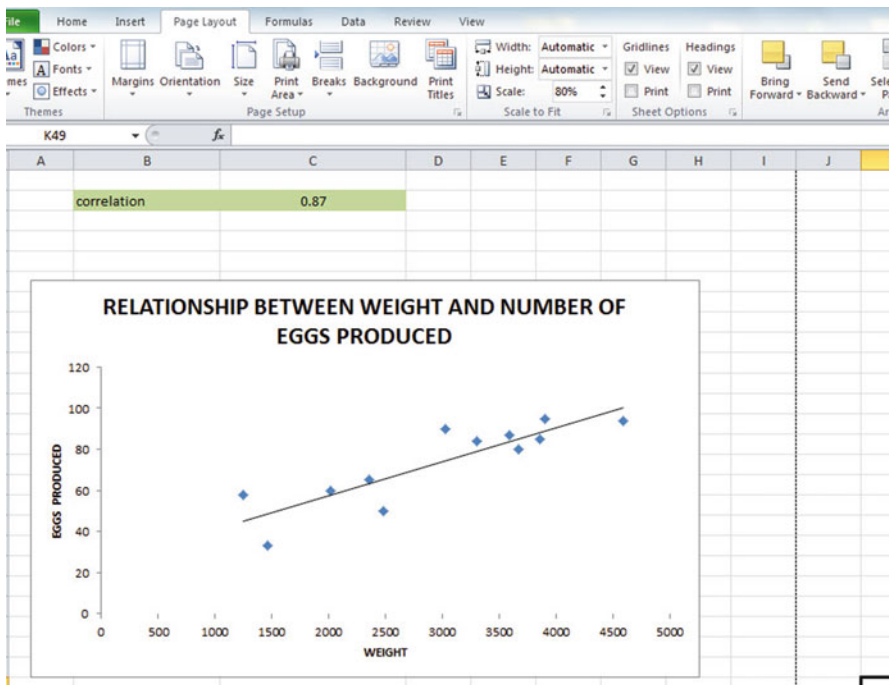 File Home Insert Page Layout Formulas Data Review View
Colors Width: Automatic Gridlines Headings
Aa A Fonts Height: Automatic View View
Effects Margins Orientation Size Print Area Breaks Background Print Titles Scale: 80% Print Print Bring Forward Send Backward
Themes Page Setup Scale to Fit Sheet Options
K49 fx
A B C D E F G H I J
correlation 0.87
RELATIONSHIP BETWEEN WEIGHT AND NUMBER OF
EGGS PRODUCED
120
100
80
60
40
20
0
EGGS PRODUCED
0 500 1000 1500 2000 2500 3000 3500 4000 4500 5000
WEIGHT